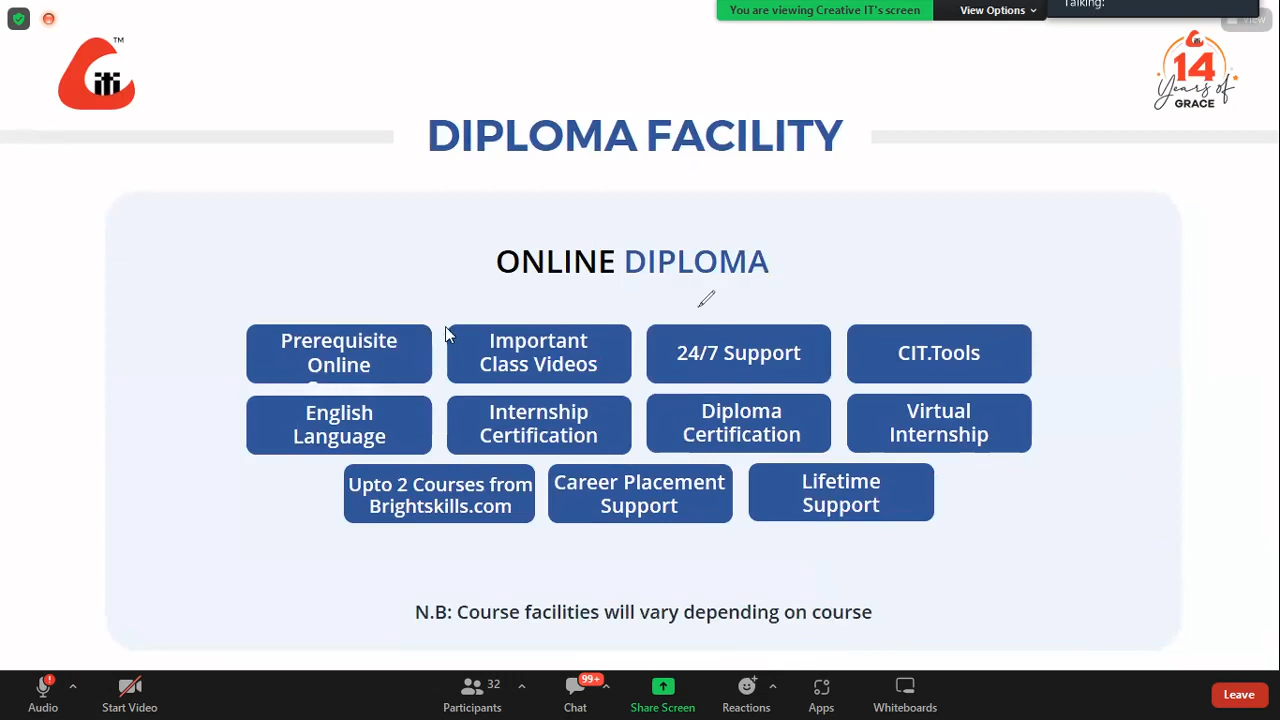 You are viewing Creative IT's screen
View Options
Talking:
View
iti
TM
14
Years of
GRACE
DIPLOMA FACILITY
ONLINE DIPLOMA
Prerequisite
Online
Important
Class Videos
24/7 Support
CIT.Tools
English
Language
Internship
Certification
Diploma
Certification
Virtual
Internship
Upto 2 Courses from
Brightskills.com
Career Placement
Support
Lifetime
Support
N.B: Course facilities will vary depending on course
Audio
Start Video
32
Participants
99+
Chat
Share Screen
Reactions
Apps
Whiteboards
Leave